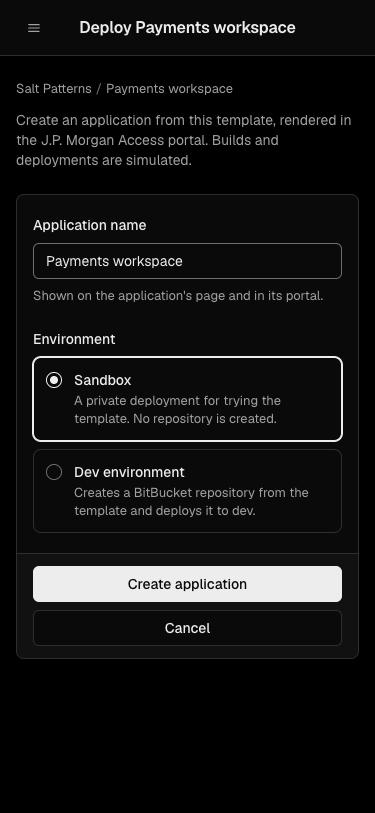 Deploy Payments workspace
Salt Patterns / Payments workspace
Create an application from this template, rendered in
the J.P. Morgan Access portal. Builds and
deployments are simulated.
Application name
Payments workspace
Shown on the application's page and in its portal.
Environment
Sandbox
A private deployment for trying the
template. No repository is created.
Dev environment
Creates a BitBucket repository from the
template and deploys it to dev.
Create application
Cancel